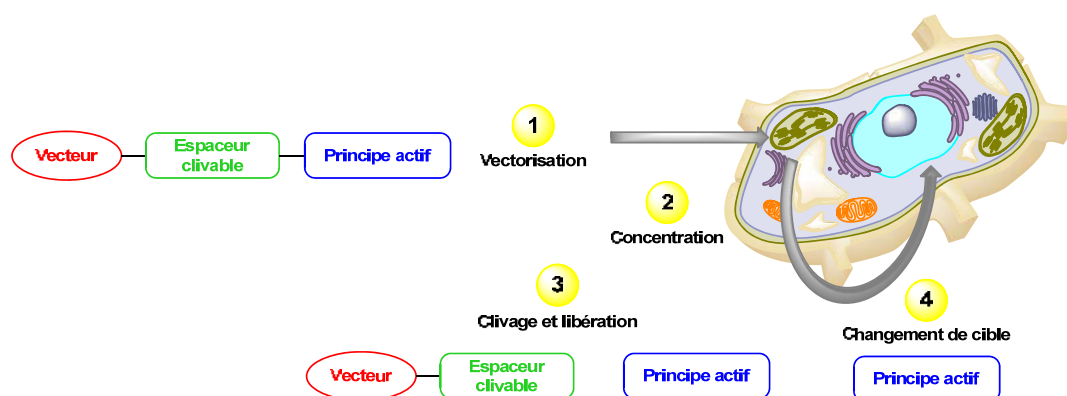 1
Vectorisation
Vecteur
Espaceur
clivable
Principe actif
2
Concentration
3
Clivage et libération
4
Changement de cible
Vecteur
Espaceur
clivable
Principe actif
Principe actif